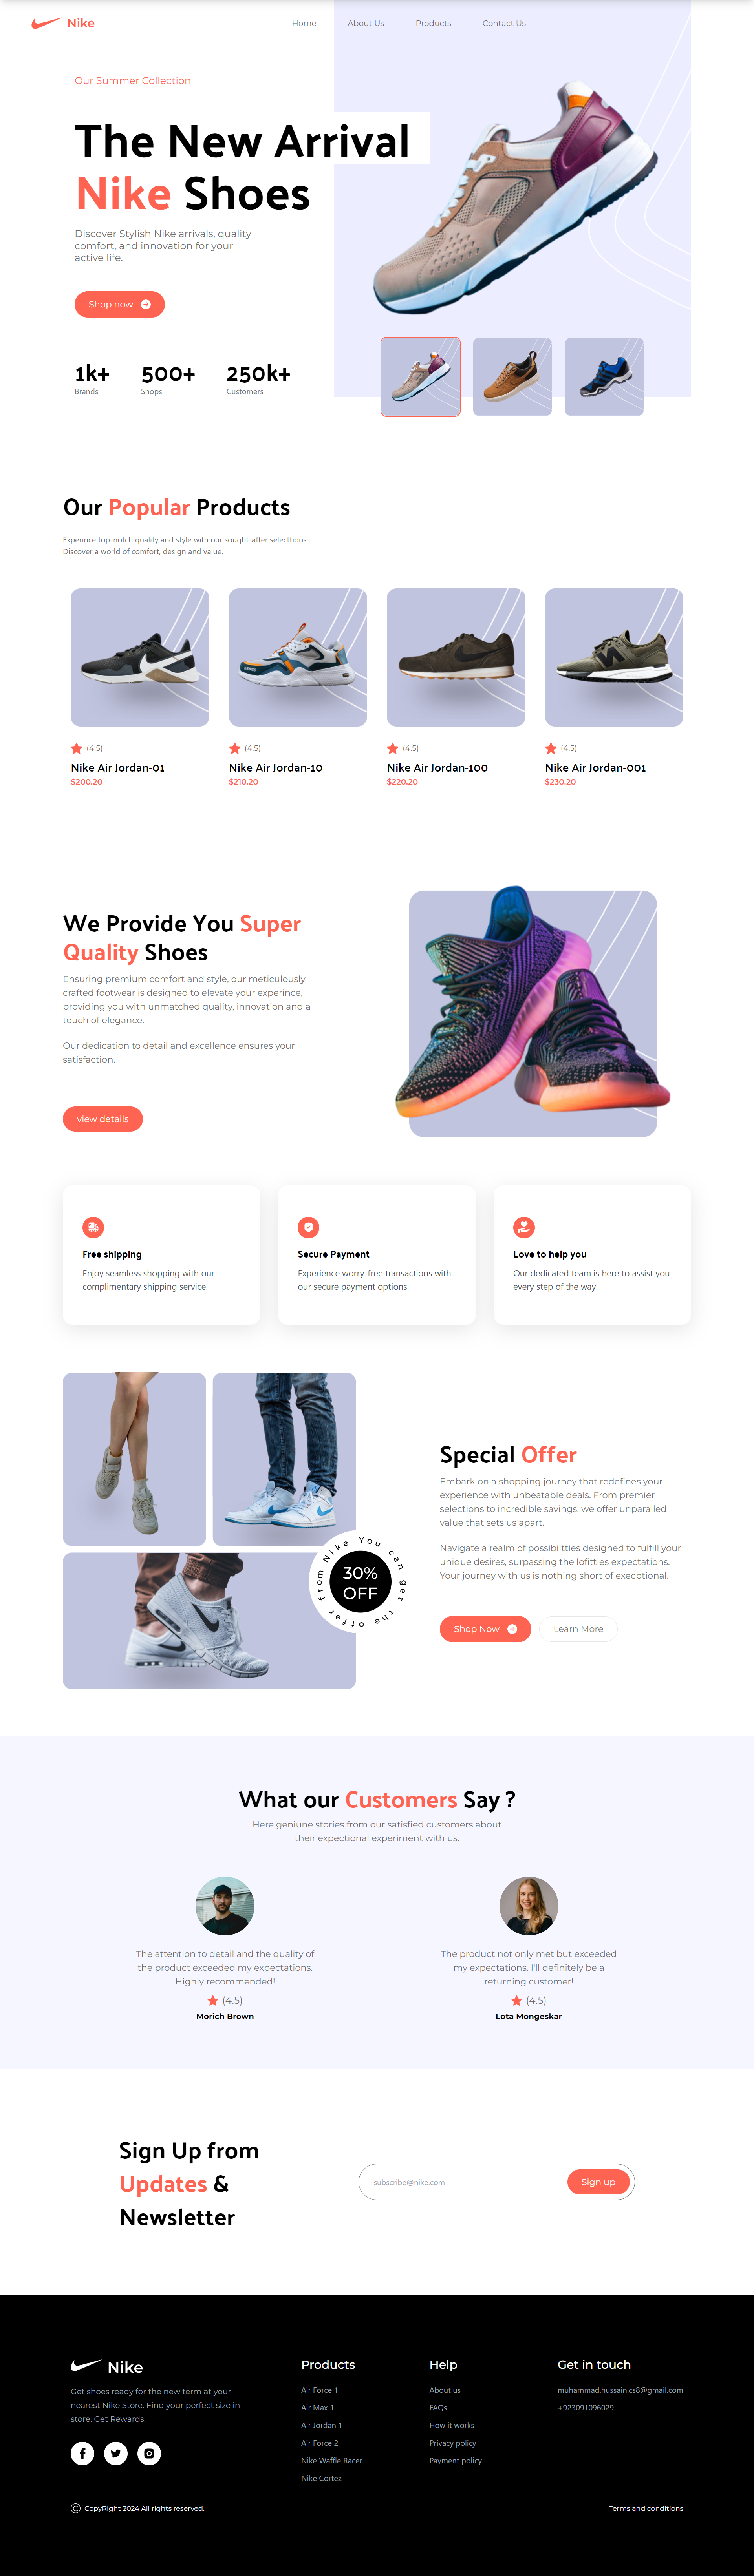 Nike
Home
About Us
Products
Contact Us
Our Summer Collection
The New Arrival
Nike Shoes
Discover Stylish Nike arrivals, quality
comfort, and innovation for your
active life.
Shop now
1k+
Brands
500+
Shops
250k+
Customers
Our Popular Products
Experince top-notch quality and style with our sought-after selecttions.
Discover a world of comfort, design and value.
(4.5)
Nike Air Jordan-01
$200.20
(4.5)
Nike Air Jordan-10
$210.20
(4.5)
Nike Air Jordan-100
$220.20
(4.5)
Nike Air Jordan-001
$230.20
We Provide You Super
Quality Shoes
Ensuring premium comfort and style, our meticulously
crafted footwear is designed to elevate your experince,
providing you with unmatched quality, innovation and a
touch of elegance.
Our dedication to detail and excellence ensures your
satisfaction.
view details
Free shipping
Enjoy seamless shopping with our
complimentary shipping service.
Secure Payment
Experience worry-free transactions with
our secure payment options.
Love to help you
Our dedicated team is here to assist you
every step of the way.
You can get the offer from Nike
30%
OFF
Special Offer
Embark on a shopping journey that redefines your
experience with unbeatable deals. From premier
selections to incredible savings, we offer unparalled
value that sets us apart.
Navigate a realm of possibiltties designed to fulfill your
unique desires, surpassing the lofitties expectations.
Your journey with us is nothing short of execptional.
Shop Now
Learn More
What our Customers Say ?
Here geniune stories from our satisfied customers about
their expectional experiment with us.
The attention to detail and the quality of
the product exceeded my expectations.
Highly recommended!
(4.5)
Morich Brown
The product not only met but exceeded
my expectations. I'll definitely be a
returning customer!
(4.5)
Lota Mongeskar
Sign Up from
Updates &
Newsletter
subscribe@nike.com
Sign up
Nike
Get shoes ready for the new term at your
nearest Nike Store. Find your perfect size in
store. Get Rewards.
Products
Air Force 1
Air Max 1
Air Jordan 1
Air Force 2
Nike Waffle Racer
Nike Cortez
Help
About us
FAQs
How it works
Privacy policy
Payment policy
Get in touch
muhammad.hussain.cs8@gmail.com
+923091096029
© CopyRight 2024 All rights reserved.
Terms and conditions